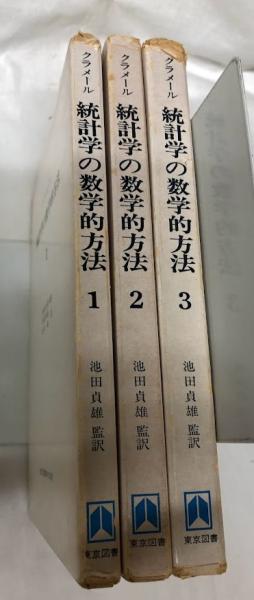 クラメール
統計学の数学的方法
1
池田貞雄 監訳
東京図書
クラメール
統計学の数学的方法
2
池田貞雄 監訳
東京図書
クラメール
統計学の数学的方法
3
池田貞雄 監訳
東京図書